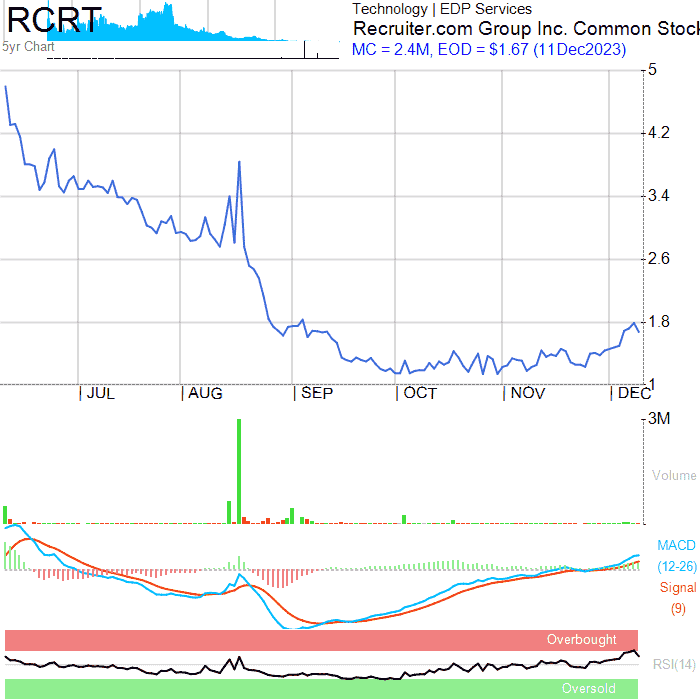 RCRT
5yr Chart
Technology | EDP Services
Recruiter.com Group Inc. Common Stock
MC = 2.4M, EOD = $1.67 (11Dec2023)
5
4.2
3.4
2.6
1.8
1
JUL AUG SEP OCT NOV DEC
3M
Volume
MACD
(12-26)
Signal
(9)
Overbought
RSI(14)
Oversold